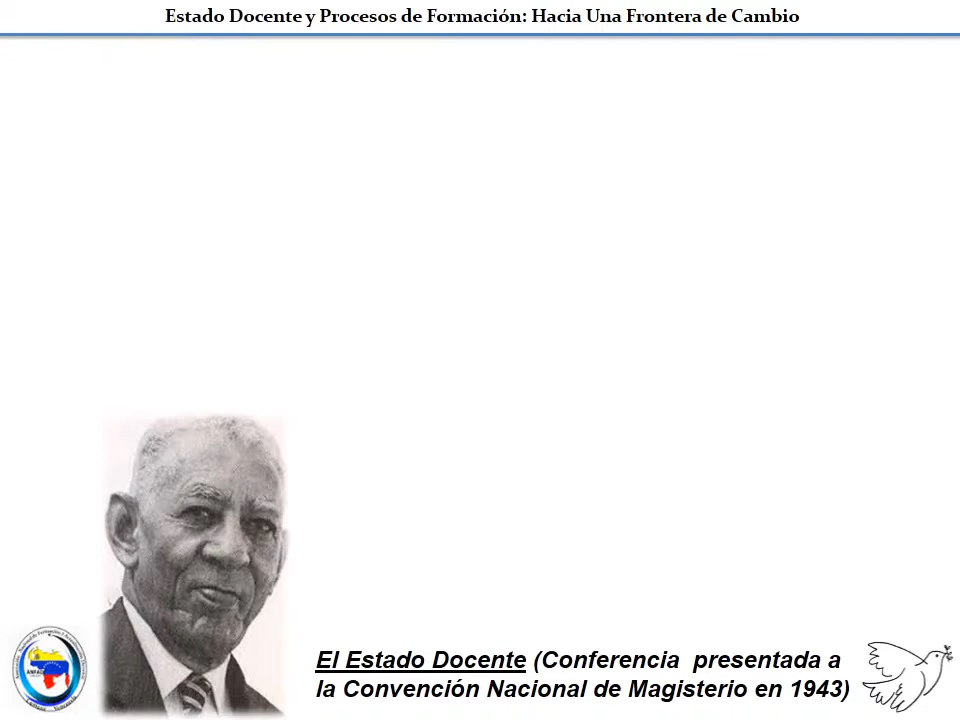 Estado Docente y Procesos de Formación: Hacia Una Frontera de Cambio
El Estado Docente (Conferencia presentada a
la Convención Nacional de Magisterio en 1943)